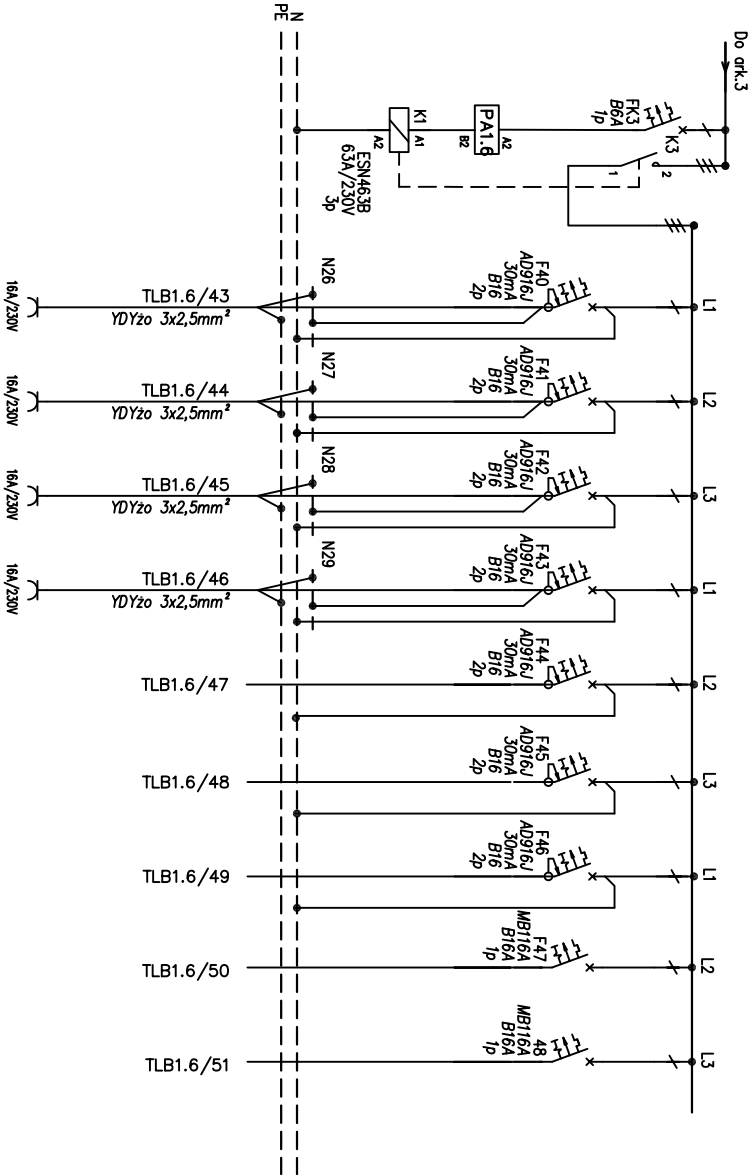 Do ark.3
N
PE
FK3
B6A
1p
K3
1
2
PA1.6
A2
B2
K1
A1
A2
ESN463B
63A/230V
3p
L1
F40
AD916J
30mA
B16
2p
N26
TLB1.6/43
YDYżo 3x2,5mm²
16A/230V
L2
F41
AD916J
30mA
B16
2p
N27
TLB1.6/44
YDYżo 3x2,5mm²
16A/230V
L3
F42
AD916J
30mA
B16
2p
N28
TLB1.6/45
YDYżo 3x2,5mm²
16A/230V
L1
F43
AD916J
30mA
B16
2p
N29
TLB1.6/46
YDYżo 3x2,5mm²
16A/230V
L2
F44
AD916J
30mA
B16
2p
TLB1.6/47
L3
F45
AD916J
30mA
B16
2p
TLB1.6/48
L1
F46
AD916J
30mA
B16
2p
TLB1.6/49
L2
F47
MB116A
B16A
1p
TLB1.6/50
L3
48
MB116A
B16A
1p
TLB1.6/51